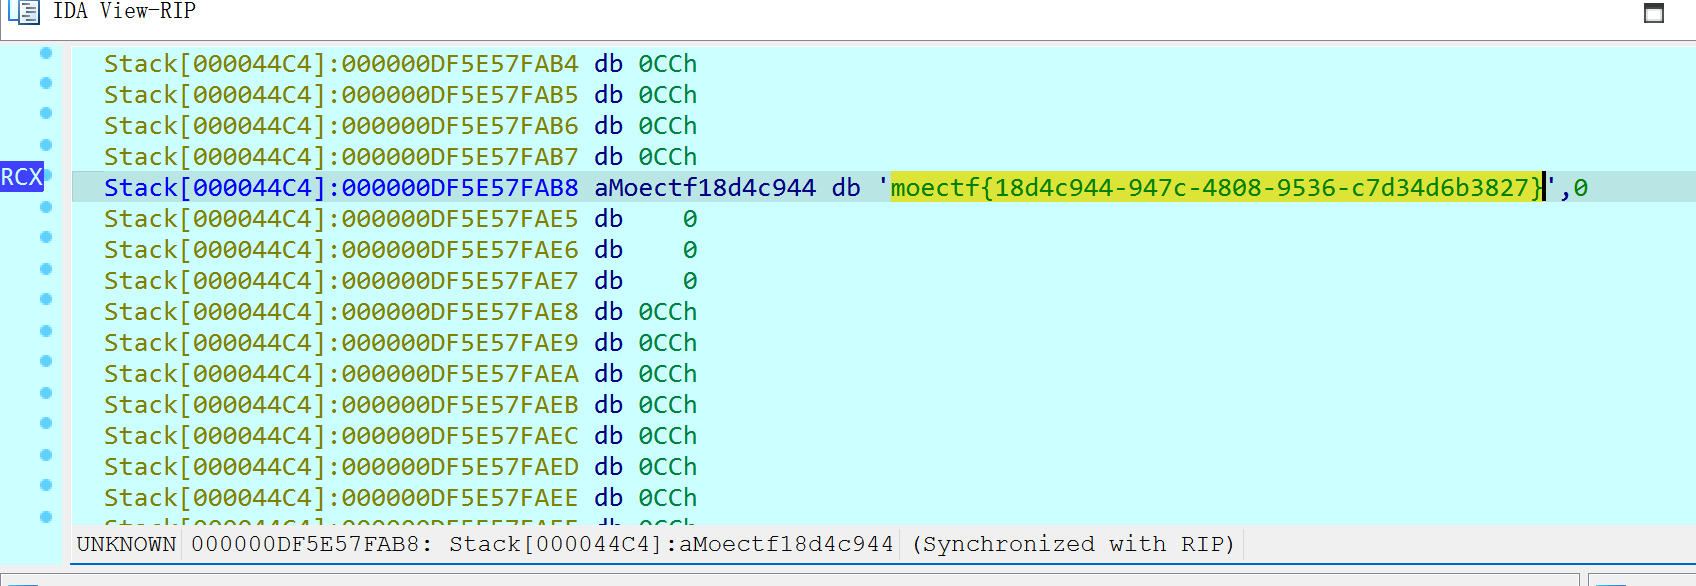 IDA View-RIP
Stack[000044C4]:000000DF5E57FAB4 db 0CCh
Stack[000044C4]:000000DF5E57FAB5 db 0CCh
Stack[000044C4]:000000DF5E57FAB6 db 0CCh
Stack[000044C4]:000000DF5E57FAB7 db 0CCh
RCX Stack[000044C4]:000000DF5E57FAB8 aMoectf18d4c944 db 'moectf{18d4c944-947c-4808-9536-c7d34d6b3827}',0
Stack[000044C4]:000000DF5E57FAE5 db 0
Stack[000044C4]:000000DF5E57FAE6 db 0
Stack[000044C4]:000000DF5E57FAE7 db 0
Stack[000044C4]:000000DF5E57FAE8 db 0CCh
Stack[000044C4]:000000DF5E57FAE9 db 0CCh
Stack[000044C4]:000000DF5E57FAEA db 0CCh
Stack[000044C4]:000000DF5E57FAEB db 0CCh
Stack[000044C4]:000000DF5E57FAEC db 0CCh
Stack[000044C4]:000000DF5E57FAED db 0CCh
Stack[000044C4]:000000DF5E57FAEE db 0CCh
UNKNOWN 000000DF5E57FAB8: Stack[000044C4]:aMoectf18d4c944 (Synchronized with RIP)